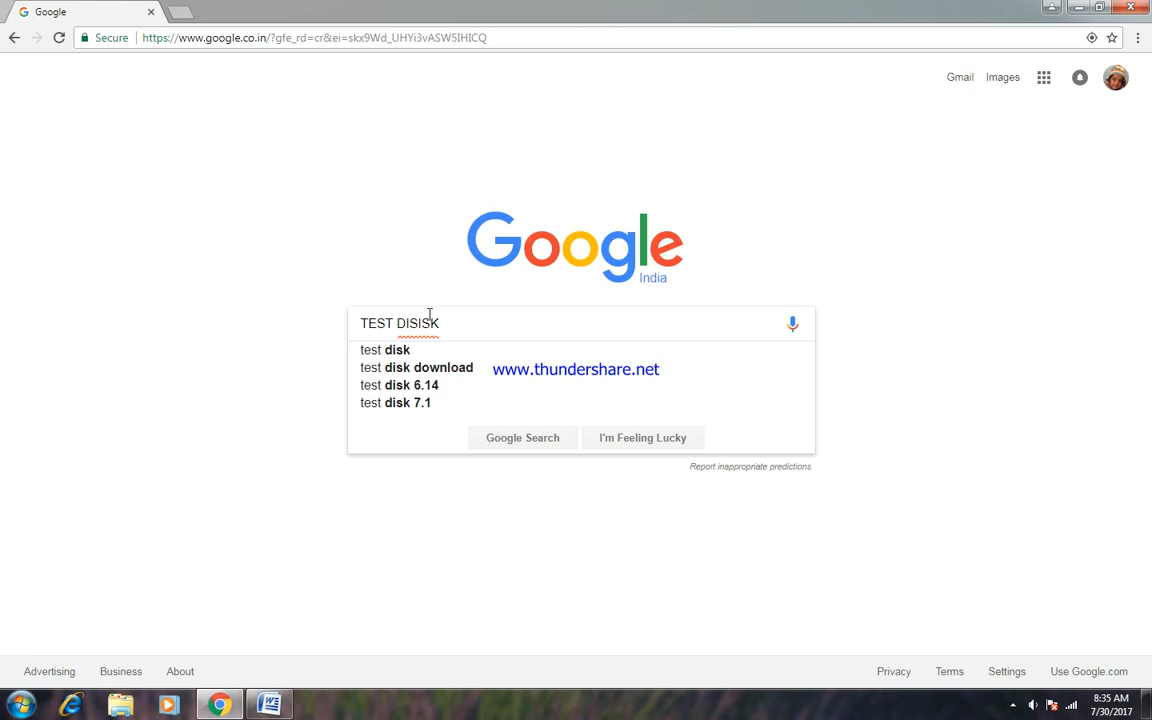 Google
Secure
https://www.google.co.in/?gfe_rd=cr&ei=skx9Wd_UHYi3vASW5IHICQ
Gmail Images
Google
India
TEST DISISK
test disk
test disk download
www.thundershare.net
test disk 6.14
test disk 7.1
Google Search
I'm Feeling Lucky
Report inappropriate predictions
Advertising Business About
Privacy Terms Settings Use Google.com
8:35 AM
7/30/2017